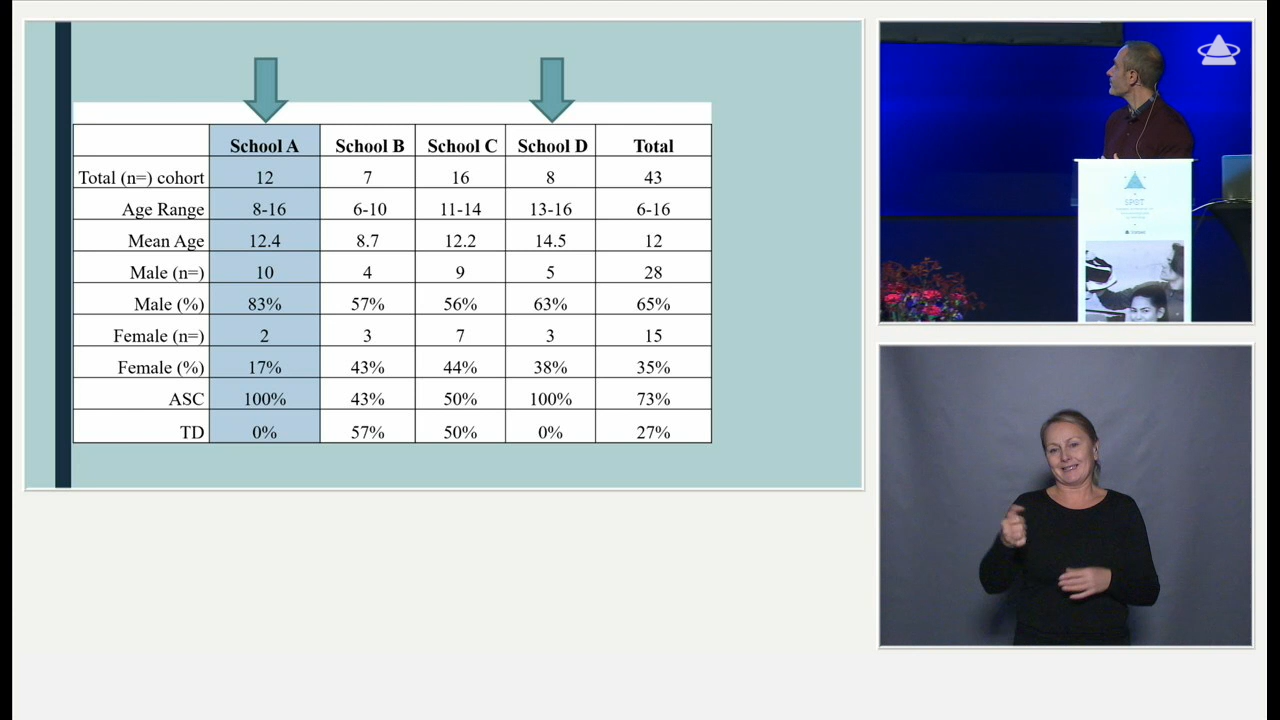 School A School B School C School D Total
Total (n=) cohort 12 7 16 8 43
Age Range 8-16 6-10 11-14 13-16 6-16
Mean Age 12.4 8.7 12.2 14.5 12
Male (n=) 10 4 9 5 28
Male (%) 83% 57% 56% 63% 65%
Female (n=) 2 3 7 3 15
Female (%) 17% 43% 44% 38% 35%
ASC 100% 43% 50% 100% 73%
TD 0% 57% 50% 0% 27%